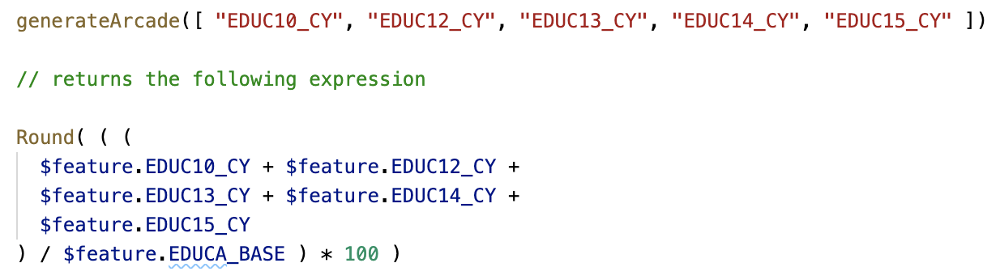 generateArcade([ "EDUC10_CY", "EDUC12_CY", "EDUC13_CY", "EDUC14_CY", "EDUC15_CY" ])
// returns the following expression
Round( ( (
$feature.EDUC10_CY + $feature.EDUC12_CY +
$feature.EDUC13_CY + $feature.EDUC14_CY +
$feature.EDUC15_CY
) / $feature.EDUCA_BASE ) * 100 )